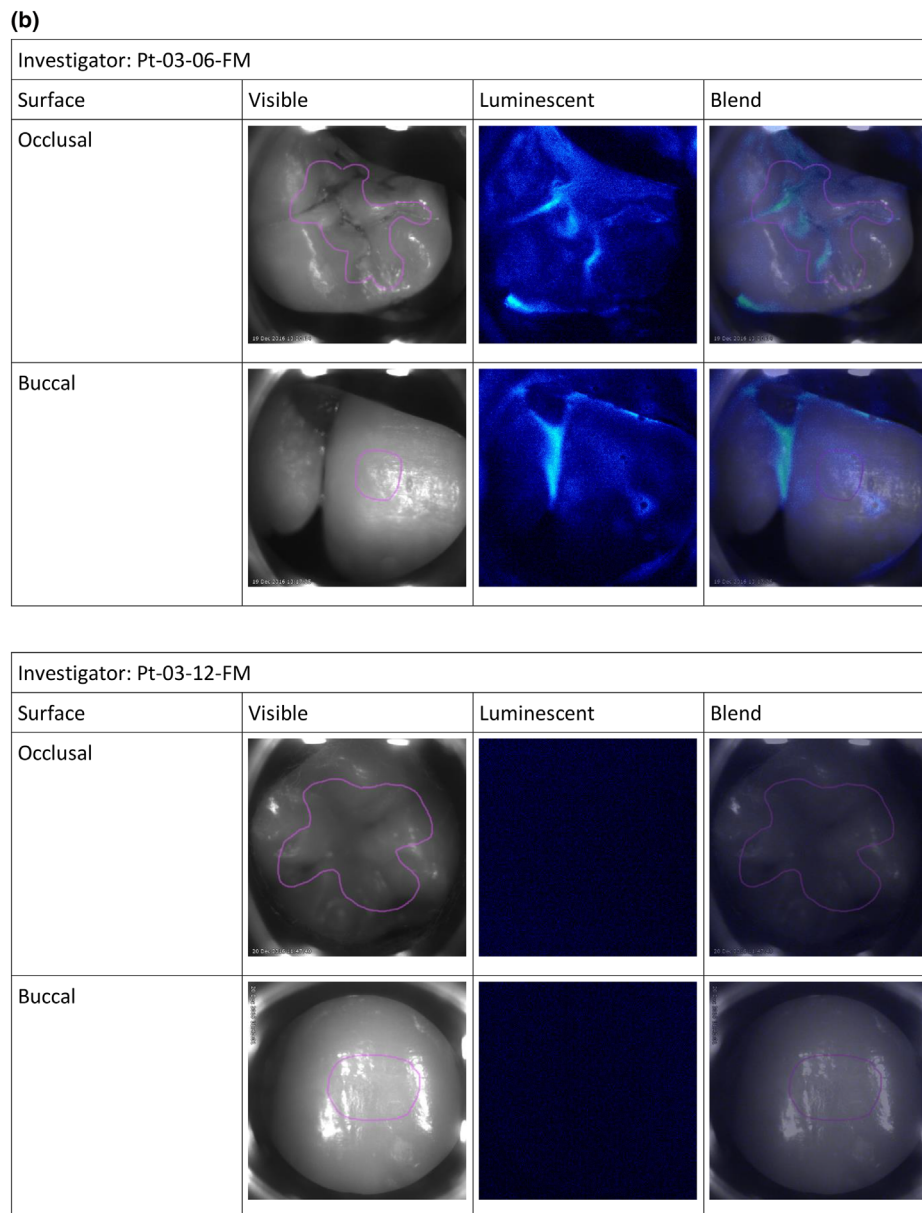 (b)
Investigator: Pt-03-06-FM
Surface Visible Luminescent Blend
Occlusal
Buccal
Investigator: Pt-03-12-FM
Surface Visible Luminescent Blend
Occlusal
Buccal